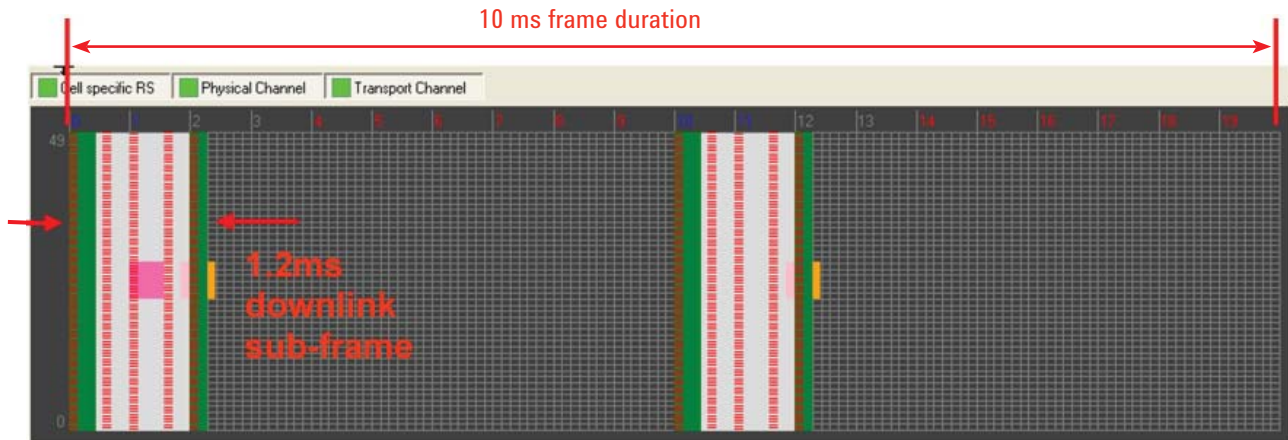 10 ms frame duration
Cell specific RS Physical Channel Transport Channel
0 1 2 3 4 5 6 7 8 9 10 11 12 13 14 15 16 17 18 19
49
1.2ms
downlink
sub-frame
0